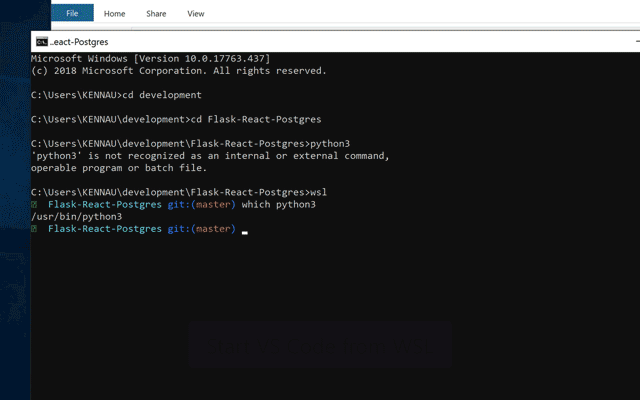 File Home Share View
..eact-Postgres
Microsoft Windows [Version 10.0.17763.437]
(c) 2018 Microsoft Corporation. All rights reserved.
C:\Users\KENNAU>cd development
C:\Users\KENNAU\development>cd Flask-React-Postgres
C:\Users\KENNAU\development\Flask-React-Postgres>python3
'python3' is not recognized as an internal or external command,
operable program or batch file.
C:\Users\KENNAU\development\Flask-React-Postgres>wsl
Flask-React-Postgres git:(master) which python3
/usr/bin/python3
Flask-React-Postgres git:(master)